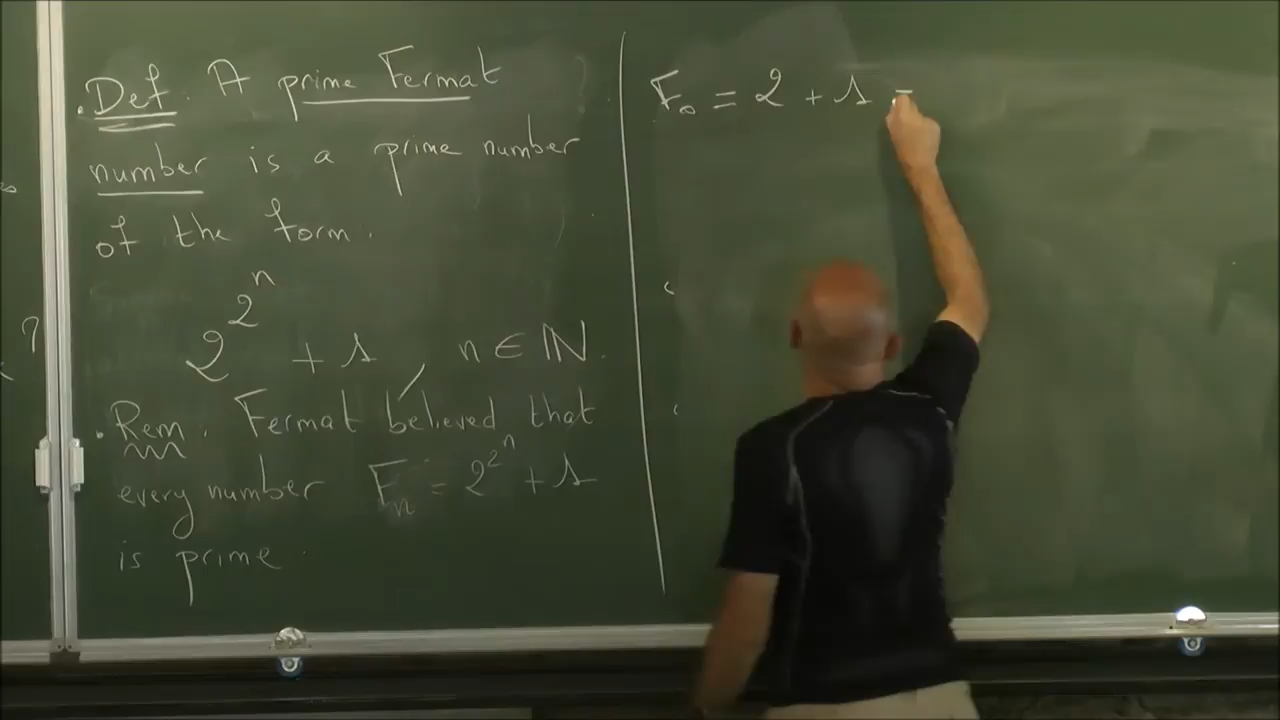 . Def. A prime Fermat
number is a prime number
of the form.
2^{2^n} + 1, n ∈ ℕ.
. Rem. Fermat believed that
every number F_n = 2^{2^n} + 1
is prime.
F_0 = 2 + 1 =
?